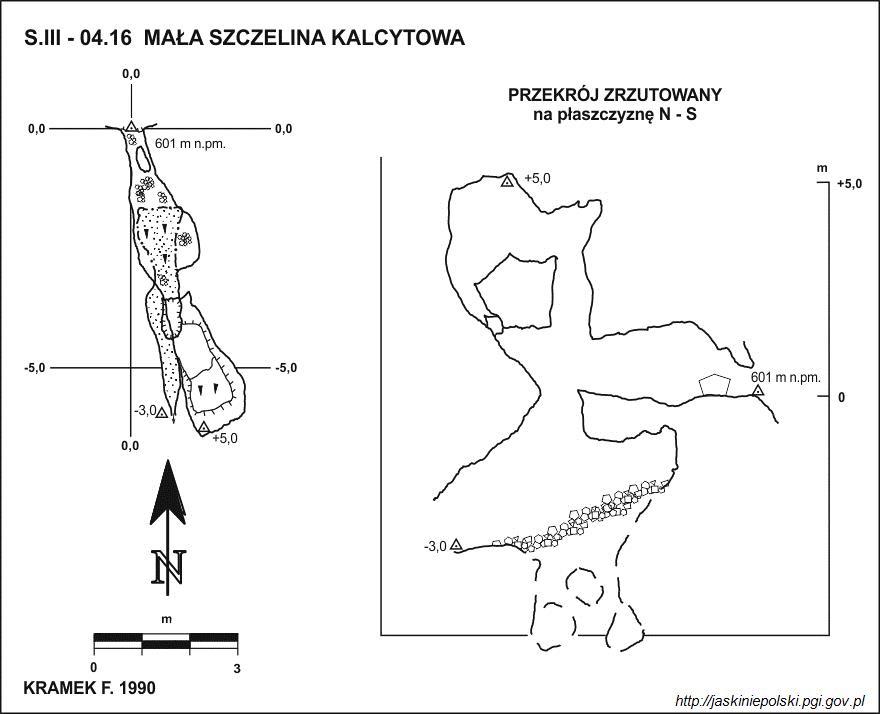 S.III - 04.16 MAŁA SZCZELINA KALCYTOWA
0,0
0,0
0,0
601 m n.pm.
-5,0
-5,0
-3,0
+5,0
0,0
N
m
0
3
KRAMEK F. 1990
PRZEKRÓJ ZRZUTOWANY
na płaszczyznę N - S
m
+5,0
+5,0
601 m n.pm.
0
-3,0
http://jaskiniepolski.pgi.gov.pl